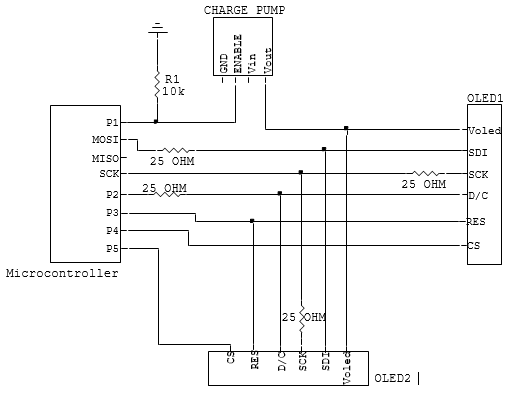 CHARGE PUMP
GND
ENABLE
Vin
Vout
R1
10k
OLED1
P1
MOSI
MISO
SCK
P2
P3
P4
P5
Microcontroller
25 OHM
25 OHM
25 OHM
25 OHM
Voled
SDI
SCK
D/C
RES
CS
CS
RES
D/C
SCK
SDI
Voled
OLED2